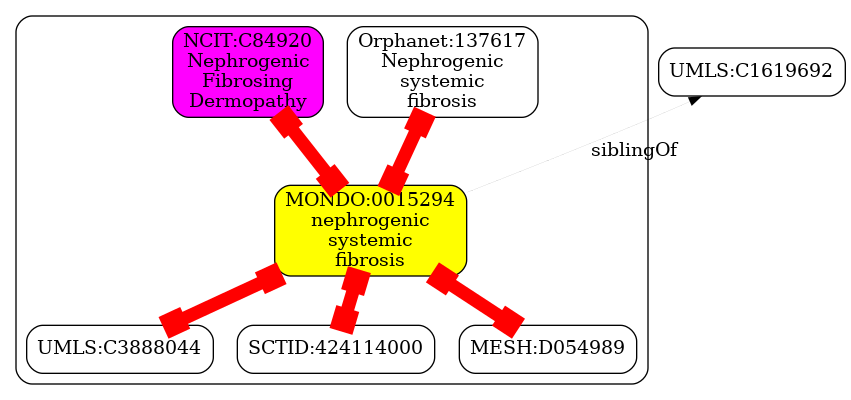 NCIT:C84920
Nephrogenic
Fibrosing
Dermopathy
Orphanet:137617
Nephrogenic
systemic
fibrosis
UMLS:C1619692
siblingOf
MONDO:0015294
nephrogenic
systemic
fibrosis
UMLS:C3888044
SCTID:424114000
MESH:D054989